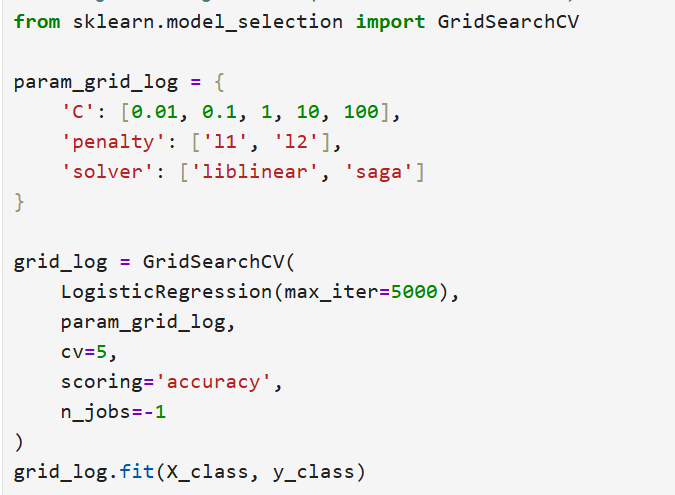 from sklearn.model_selection import GridSearchCV
param_grid_log = {
    'C': [0.01, 0.1, 1, 10, 100],
    'penalty': ['l1', 'l2'],
    'solver': ['liblinear', 'saga']
}
grid_log = GridSearchCV(
    LogisticRegression(max_iter=5000),
    param_grid_log,
    cv=5,
    scoring='accuracy',
    n_jobs=-1
)
grid_log.fit(X_class, y_class)